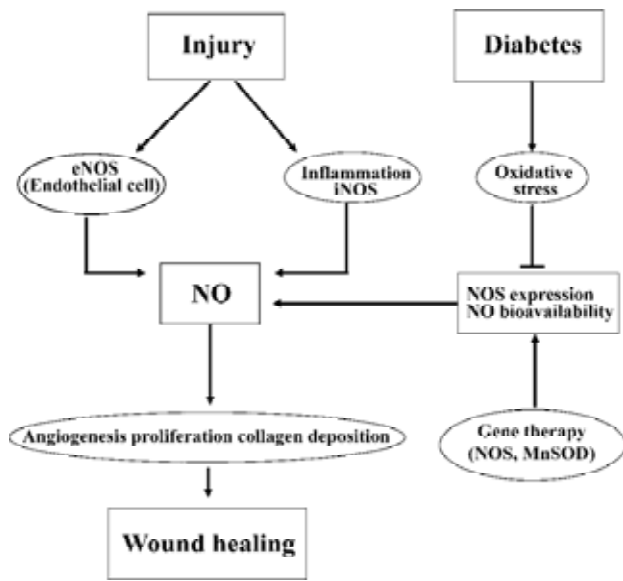 Injury
Diabetes
eNOS
(Endothelial cell)
Inflammation
iNOS
Oxidative
stress
NO
NOS expression
NO bioavailability
Angiogenesis proliferation collagen deposition
Gene therapy
(NOS, MnSOD)
Wound healing